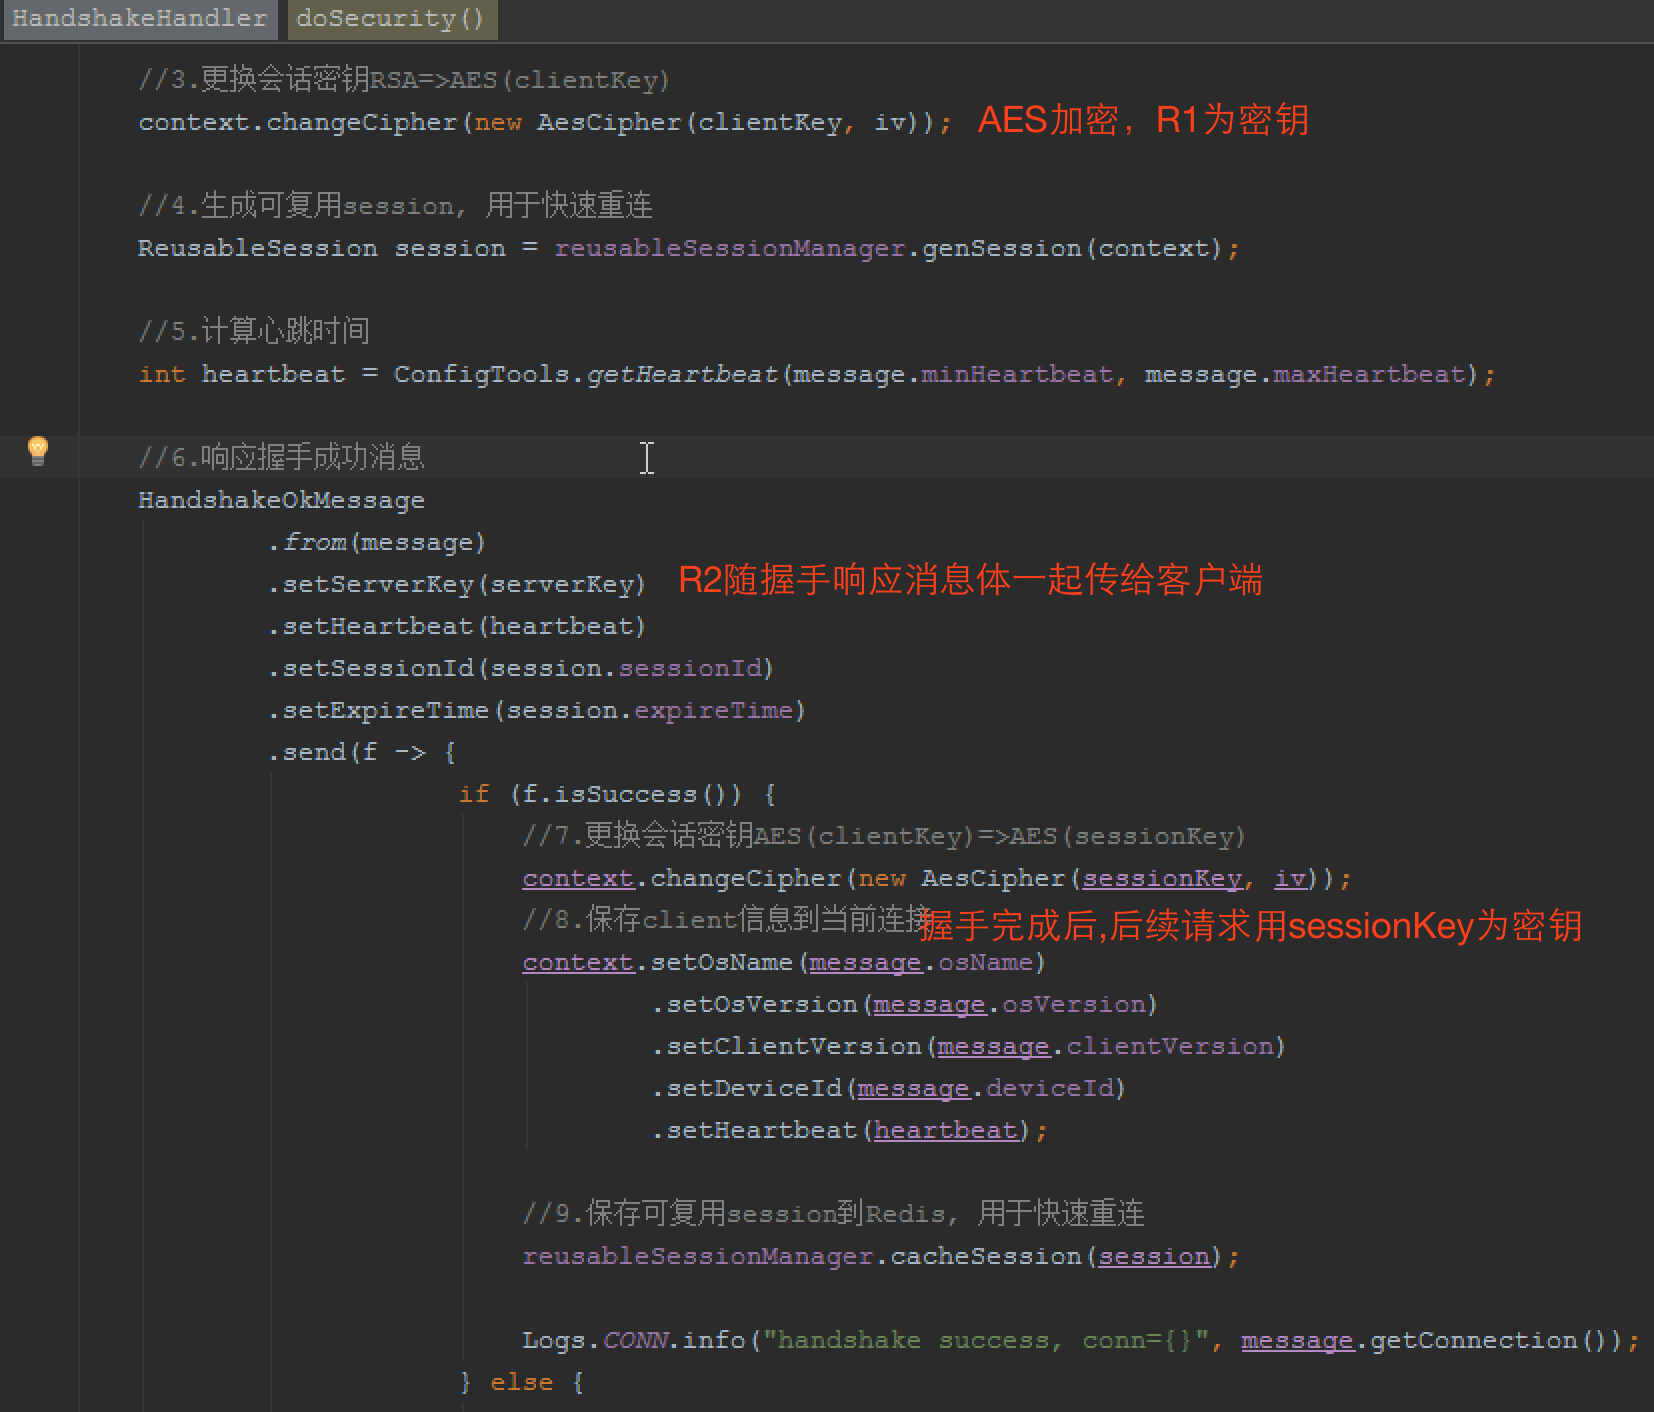 HandshakeHandler doSecurity()
//3.更换会话密钥RSA=>AES(clientKey)
context.changeCipher(new AesCipher(clientKey, iv)); AES加密，R1为密钥
//4.生成可复用session, 用于快速重连
ReusableSession session = reusableSessionManager.genSession(context);
//5.计算心跳时间
int heartbeat = ConfigTools.getHeartbeat(message.minHeartbeat, message.maxHeartbeat);
//6.响应握手成功消息
HandshakeOkMessage
.from(message)
.setServerKey(serverKey) R2随握手响应消息体一起传给客户端
.setHeartbeat(heartbeat)
.setSessionId(session.sessionId)
.setExpireTime(session.expireTime)
.send(f -> {
if (f.isSuccess()) {
//7.更换会话密钥AES(clientKey)=>AES(sessionKey)
context.changeCipher(new AesCipher(sessionKey, iv));
//8.保存client信息到当前连接 握手完成后,后续请求用sessionKey为密钥
context.setOsName(message.osName)
.setOsVersion(message.osVersion)
.setClientVersion(message.clientVersion)
.setDeviceId(message.deviceId)
.setHeartbeat(heartbeat);
//9.保存可复用session到Redis, 用于快速重连
reusableSessionManager.cacheSession(session);
Logs.CONN.info("handshake success, conn={}", message.getConnection());
} else {